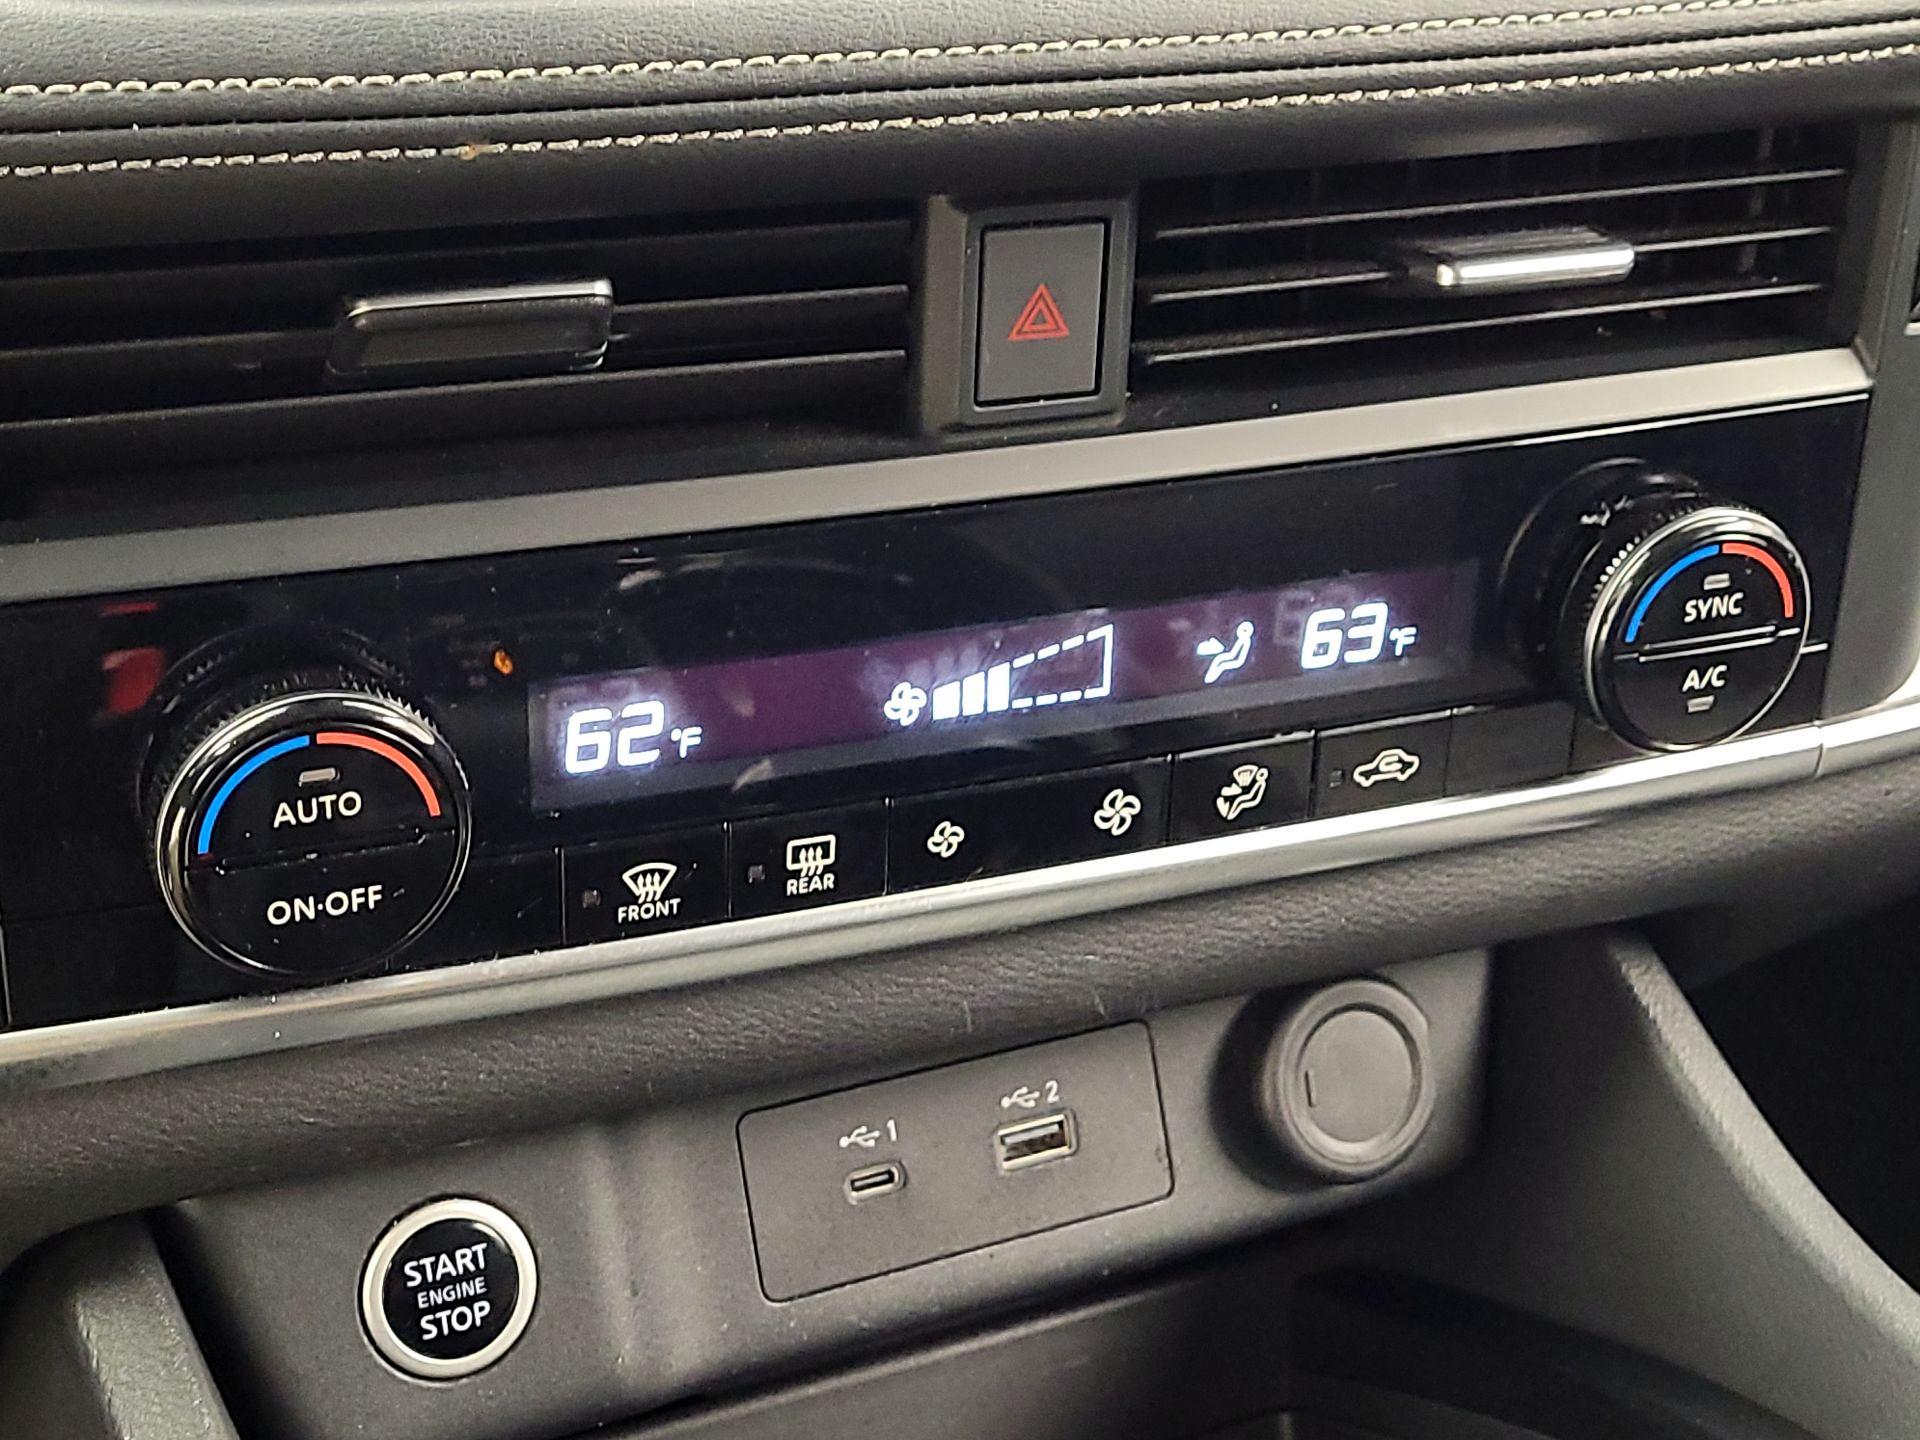 62°F
63°F
SYNC
A/C
AUTO
ON·OFF
FRONT
REAR
1
2
START
ENGINE
STOP